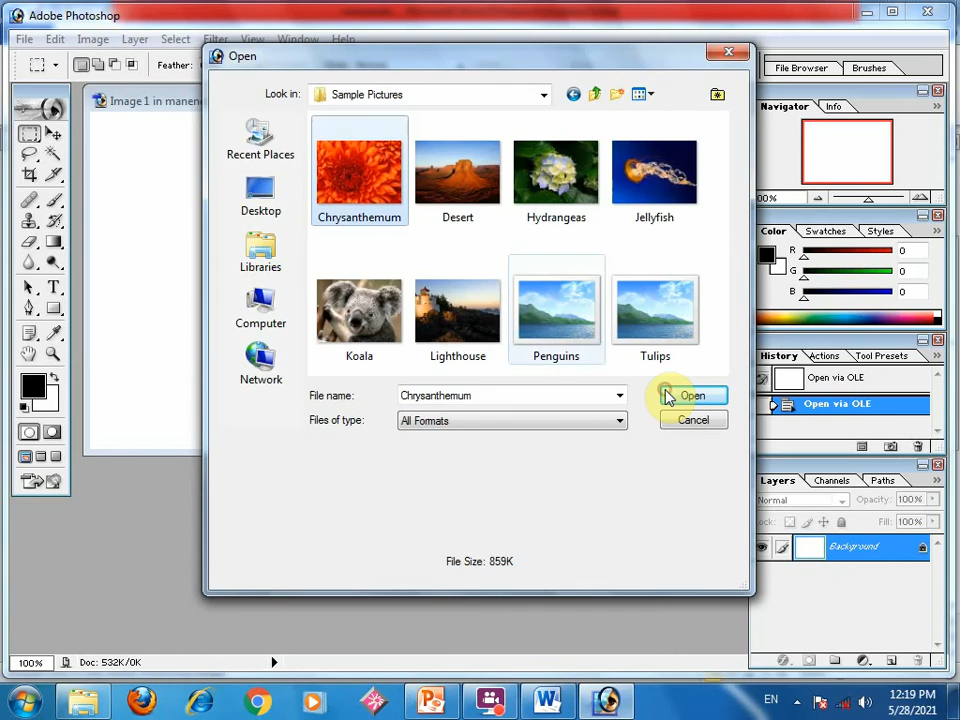 Adobe Photoshop
File Edit Image Layer Select Filter View Window Help
Feather:
File Browser Brushes
Image 1 in manen
Open
Look in: Sample Pictures
Recent Places
Desktop
Libraries
Computer
Network
Chrysanthemum Desert Hydrangeas Jellyfish
Koala Lighthouse Penguins Tulips
File name: Chrysanthemum Open
Files of type: All Formats Cancel
File Size: 859K
Navigator Info
00%
Color Swatches Styles
R 0
G 0
B 0
History Actions Tool Presets
Open via OLE
Open via OLE
Layers Channels Paths
Normal Opacity: 100%
Lock: Fill: 100%
Background
100% Doc: 532K/0K
EN 12:19 PM
5/28/2021